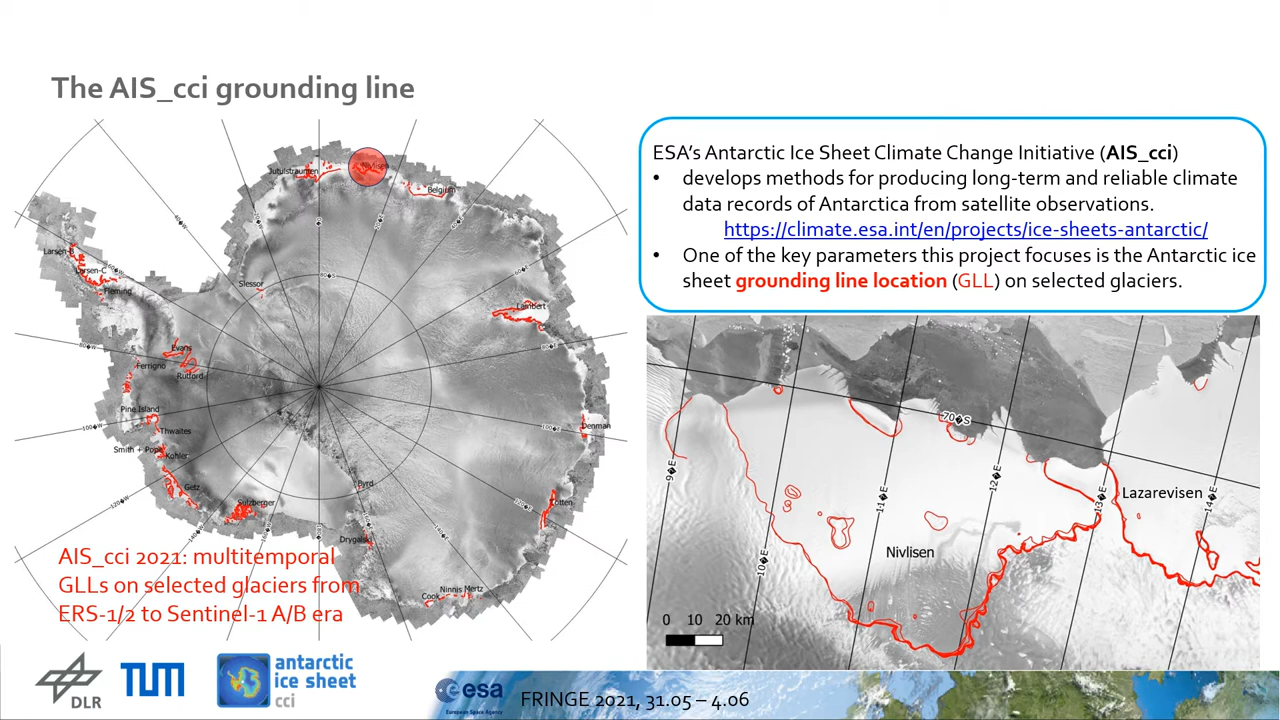 The AIS_cci grounding line
ESA's Antarctic Ice Sheet Climate Change Initiative (AIS_cci)
• develops methods for producing long-term and reliable climate
data records of Antarctica from satellite observations.
https://climate.esa.int/en/projects/ice-sheets-antarctic/
• One of the key parameters this project focuses is the Antarctic ice
sheet grounding line location (GLL) on selected glaciers.
Jutulstraumen
Nivlisen
Belgium
Larsen-B
Larsen-C
Fleming
Slessor
Lambert
Evans
Ferrigno
Rutford
Pine Island
Thwaites
Smith + Pope
Kohler
Getz
Sulzberger
Denman
Totten
Byrd
Drygalski
Ninnis Mertz
Cook
80�S
AIS_cci 2021: multitemporal
GLLs on selected glaciers from
ERS-1/2 to Sentinel-1 A/B era
70�S
9�E
10�E
11�E
12�E
13�E
14�E
Lazarevisen
Nivlisen
0 10 20 km
DLR
TUM
antarctic
ice sheet
cci
esa
European Space Agency
FRINGE 2021, 31.05 – 4.06